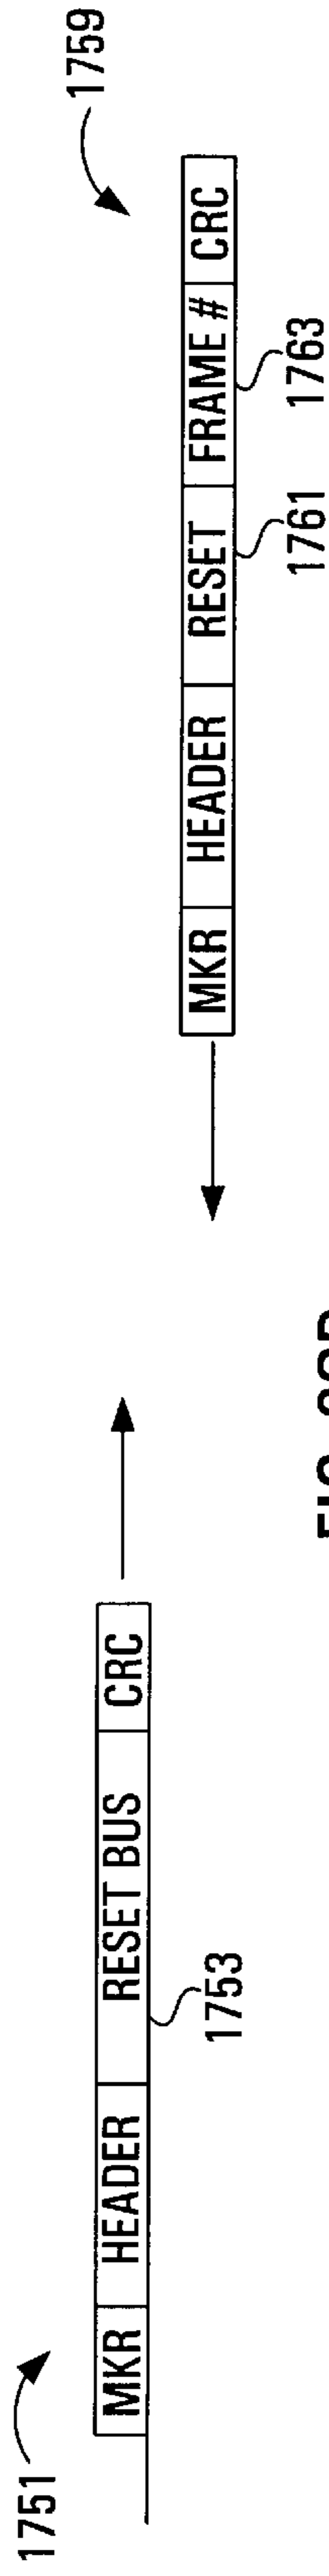 1751
MKR HEADER RESET BUS CRC
1753
1759
MKR HEADER RESET FRAME # CRC
1761 1763